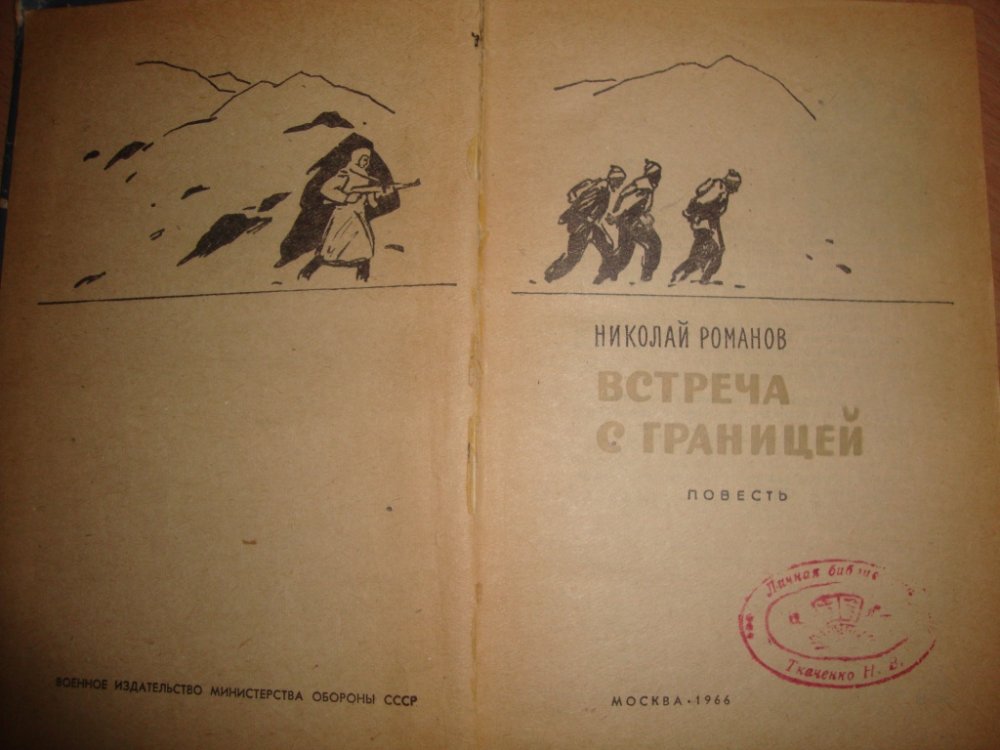 ВОЕННОЕ ИЗДАТЕЛЬСТВО МИНИСТЕРСТВА ОБОРОНЫ СССР
НИКОЛАЙ РОМАНОВ
ВСТРЕЧА
С ГРАНИЦЕЙ
ПОВЕСТЬ
Личная
Ткаченко Н. В.
МОСКВА · 1966